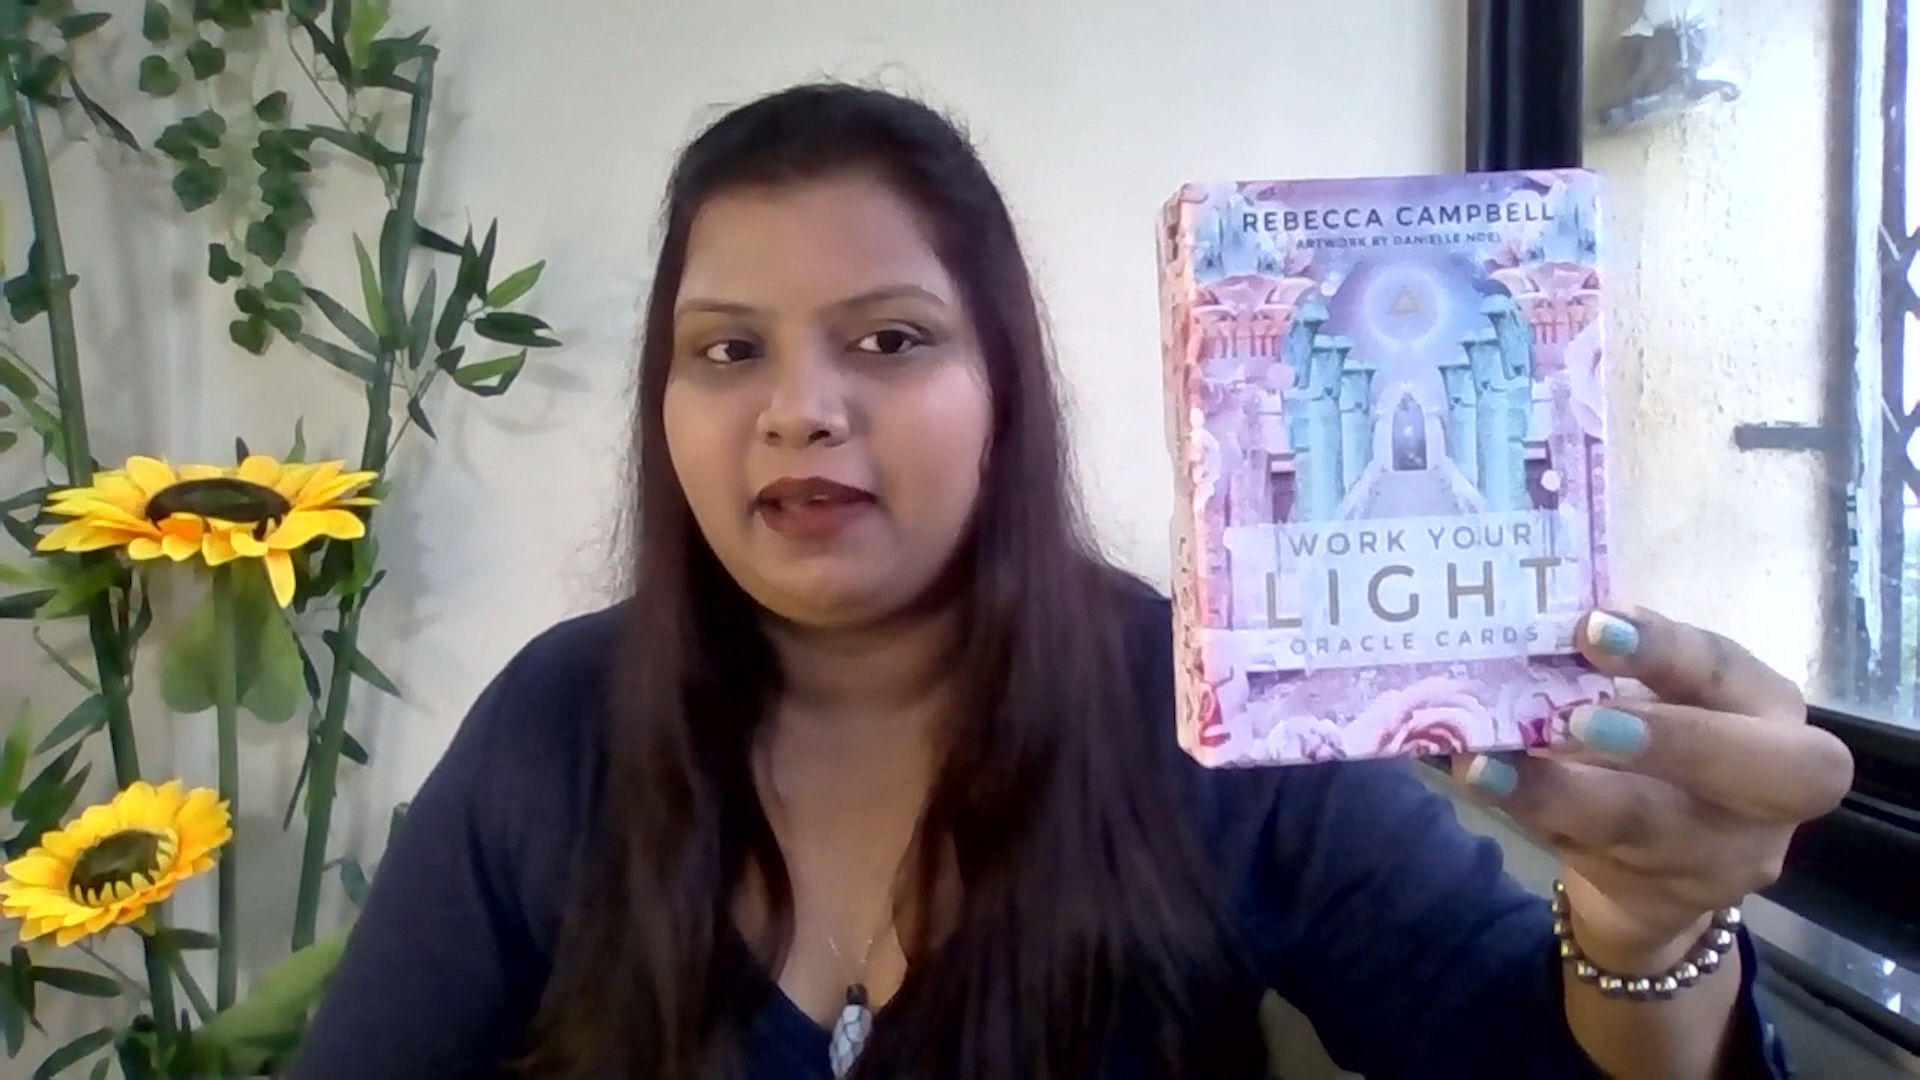 REBECCA CAMPBELL
ARTWORK BY DANIELLE NOEL
WORK YOUR
LIGHT
ORACLE CARDS